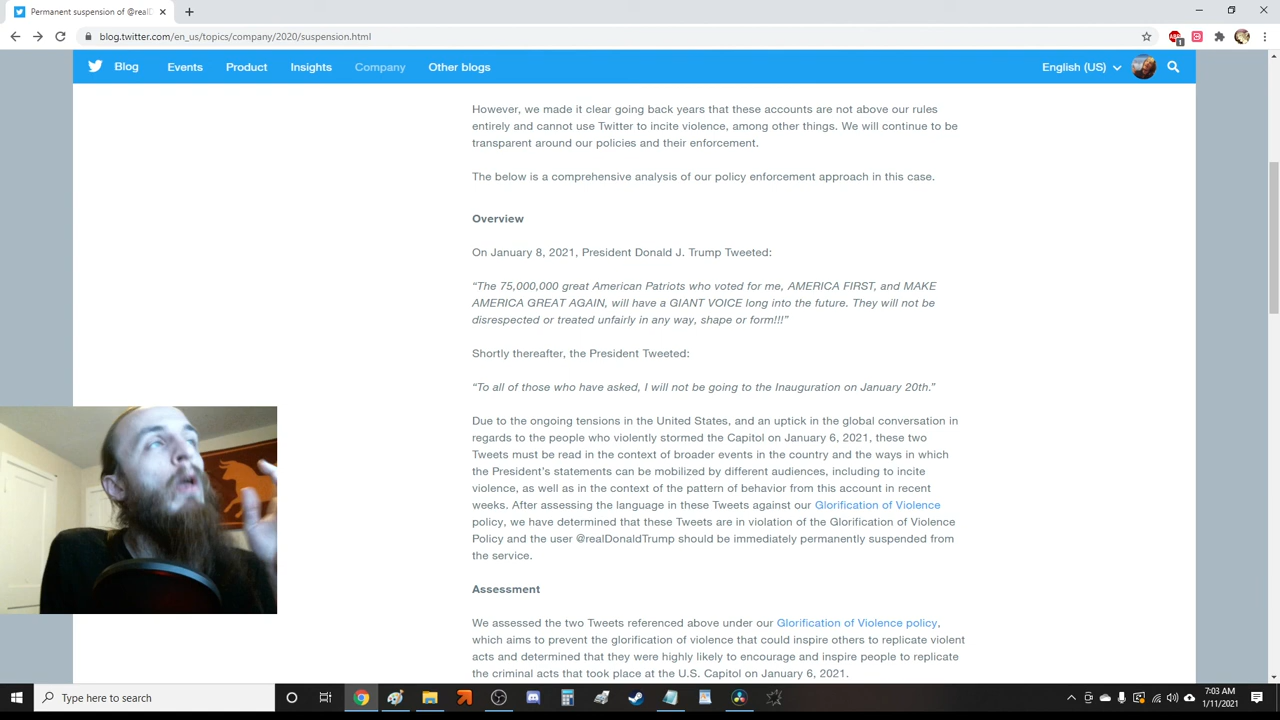 Permanent suspension of @realD
blog.twitter.com/en_us/topics/company/2020/suspension.html
1
Blog Events Product Insights Company Other blogs English (US)
However, we made it clear going back years that these accounts are not above our rules
entirely and cannot use Twitter to incite violence, among other things. We will continue to be
transparent around our policies and their enforcement.
The below is a comprehensive analysis of our policy enforcement approach in this case.
Overview
On January 8, 2021, President Donald J. Trump Tweeted:
“The 75,000,000 great American Patriots who voted for me, AMERICA FIRST, and MAKE
AMERICA GREAT AGAIN, will have a GIANT VOICE long into the future. They will not be
disrespected or treated unfairly in any way, shape or form!!!”
Shortly thereafter, the President Tweeted:
“To all of those who have asked, I will not be going to the Inauguration on January 20th.”
Due to the ongoing tensions in the United States, and an uptick in the global conversation in
regards to the people who violently stormed the Capitol on January 6, 2021, these two
Tweets must be read in the context of broader events in the country and the ways in which
the President’s statements can be mobilized by different audiences, including to incite
violence, as well as in the context of the pattern of behavior from this account in recent
weeks. After assessing the language in these Tweets against our Glorification of Violence
policy, we have determined that these Tweets are in violation of the Glorification of Violence
Policy and the user @realDonaldTrump should be immediately permanently suspended from
the service.
Assessment
We assessed the two Tweets referenced above under our Glorification of Violence policy,
which aims to prevent the glorification of violence that could inspire others to replicate violent
acts and determined that they were highly likely to encourage and inspire people to replicate
the criminal acts that took place at the U.S. Capitol on January 6, 2021.
Type here to search
7:03 AM
1/11/2021